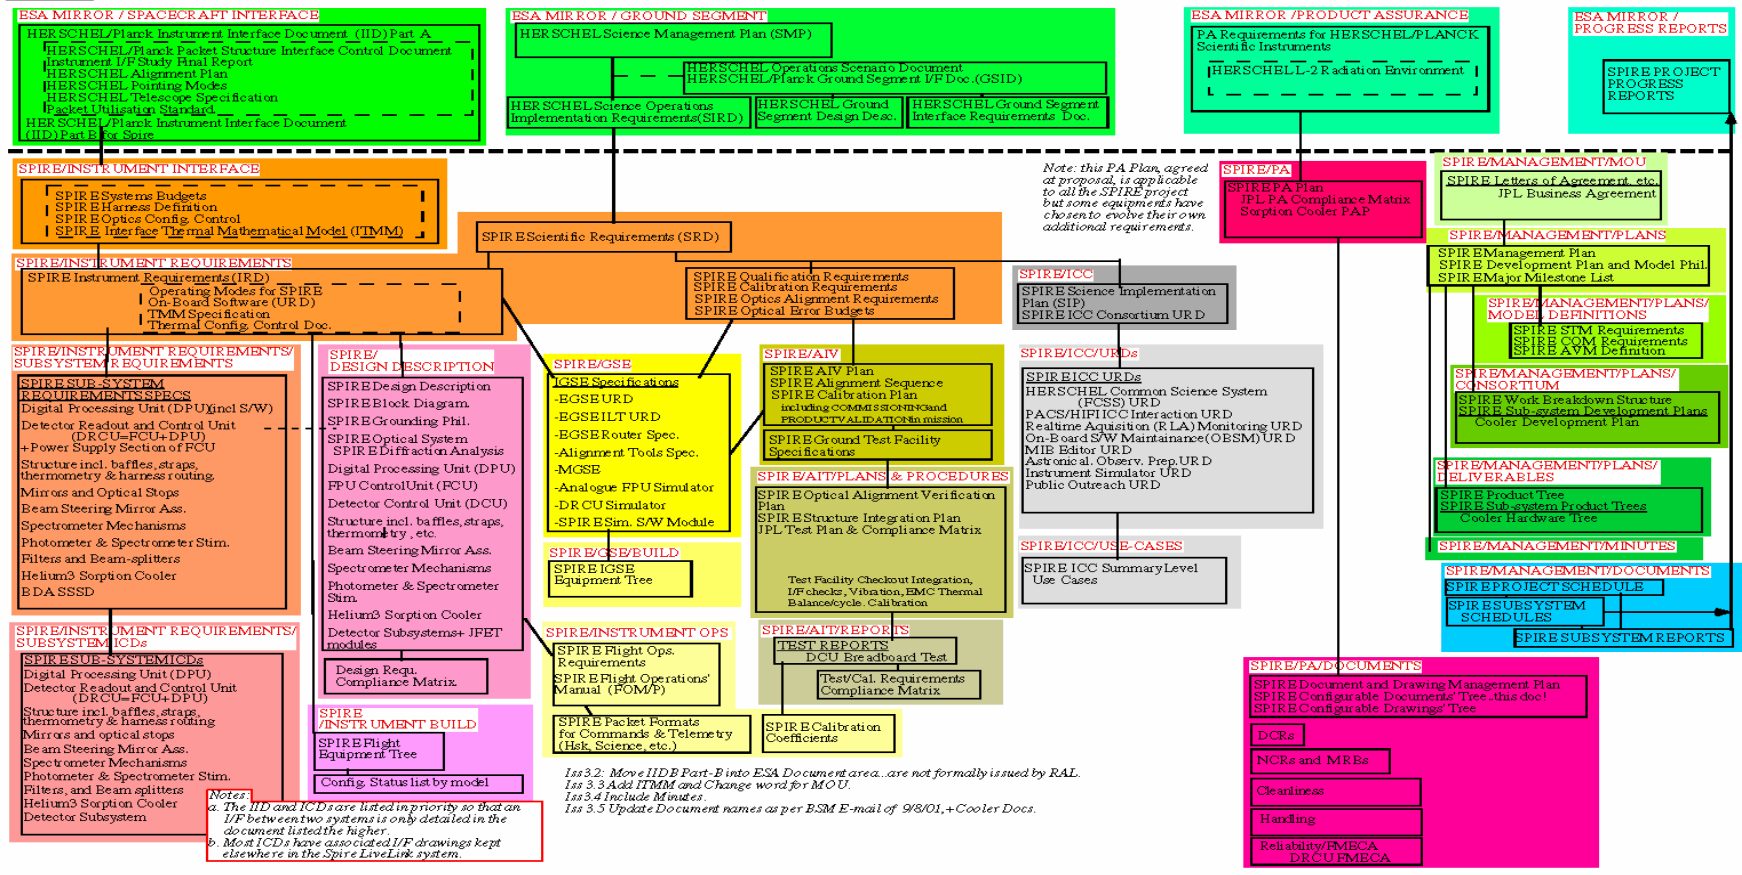 ESA MIRROR / SPACECRAFT INTERFACE
HERSCHEL/Planck Instrument Interface Document (IID) Part A
HERSCHEL/Planck Packet Structure Interface Control Document
Instrument I/F Study Final Report
HERSCHEL Alignment Plan
HERSCHEL Pointing Modes
HERSCHEL Telescope Specification
Packet Utilisation Standard.
HERSCHEL/Planck Instrument Interface Document
(IID) Part B for Spire
ESA MIRROR / GROUND SEGMENT
HERSCHEL Science Management Plan (SMP)
HERSCHEL Operations Scenario Document
HERSCHEL/Planck Ground Segment I/F Doc.(GSID)
HERSCHEL Science Operations
Implementation Requirements(SIRD)
HERSCHEL Ground
Segment Design Desc.
HERSCHEL Ground Segment
Interface Requirements Doc.
ESA MIRROR /PRODUCT ASSURANCE
PA Requirements for HERSCHEL/PLANCK
Scientific Instruments
HERSCHEL L-2 Radiation Environment
ESA MIRROR /
PROGRESS REPORTS
SPIRE PROJECT
PROGRESS
REPORTS
SPIRE/INSTRUMENT INTERFACE
SPIRE Systems Budgets
SPIRE Harness Definition
SPIRE Optics Config. Control
SPIRE Interface Thermal Mathematical Model (ITMM)
SPIRE Scientific Requirements (SRD)
Note: this PA Plan, agreed
at proposal, is applicable
to all the SPIRE project
but some equipments have
chosen to evolve their own
additional requirements.
SPIRE/PA
SPIRE PA Plan
JPL PA Compliance Matrix
Sorption Cooler PAP
SPIRE/MANAGEMENT/MOU
SPIRE Letters of Agreement. etc.
JPL Business Agreement
SPIRE/MANAGEMENT/PLANS
SPIRE Management Plan
SPIRE Development Plan and Model Phil.
SPIRE Major Milestone List
SPIRE/MANAGEMENT/PLANS/
MODEL DEFINITIONS
SPIRE STM Requirements
SPIRE CQM Requirements
SPIRE AVM Definition
SPIRE/MANAGEMENT/PLANS/
CONSORTIUM
SPIRE Work Breakdown Structure
SPIRE Sub-system Development Plans
Cooler Development Plan
SPIRE/MANAGEMENT/PLANS/
DELIVERABLES
SPIRE Product Tree
SPIRE Sub-system Product Trees
Cooler Hardware Tree
SPIRE/MANAGEMENT/MINUTES
SPIRE/MANAGEMENT/DOCUMENTS
SPIRE PROJECT SCHEDULE
SPIRE SUBSYSTEM
SCHEDULES
SPIRE SUBSYSTEM REPORTS
SPIRE/INSTRUMENT REQUIREMENTS
SPIRE Instrument Requirements (IRD)
Operating Modes for SPIRE
On-Board Software (URD)
TMM Specification
Thermal Config. Control Doc.
SPIRE Qualification Requirements
SPIRE Calibration Requirements
SPIRE Optics Alignment Requirements
SPIRE Optical Error Budgets
SPIRE/ICC
SPIRE Science Implementation
Plan (SIP)
SPIRE ICC Consortium URD
SPIRE/INSTRUMENT REQUIREMENTS/
SUBSYSTEM REQUIREMENTS
SPIRE SUB-SYSTEM
REQUIREMENTS SPECS
Digital Processing Unit (DPU)(incl S/W)
Detector Readout and Control Unit
(DRCU=FCU+DPU)
+Power Supply Section of FCU
Structure incl. baffles, straps,
thermometry & harness routing.
Mirrors and Optical Stops
Beam Steering Mirror Ass.
Spectrometer Mechanisms
Photometer & Spectrometer Stim.
Filters and Beam-splitters
Helium3 Sorption Cooler
BDA SSSD
SPIRE/
DESIGN DESCRIPTION
SPIRE Design Description
SPIRE Block Diagram.
SPIRE Grounding Phil.
SPIRE Optical System
SPIRE Diffraction Analysis
Digital Processing Unit (DPU)
FPU Control Unit (FCU)
Detector Control Unit (DCU)
Structure incl. baffles, straps,
thermometry , etc.
Beam Steering Mirror Ass.
Spectrometer Mechanisms
Photometer & Spectrometer
Stim.
Helium3 Sorption Cooler
Detector Subsystems+ JFET
modules
Design Requ.
Compliance Matrix.
SPIRE/GSE
IGSE Specifications
-EGSE URD
-EGSE ILT URD
-EGSE Router Spec.
-Alignment Tools Spec.
-MGSE
-Analogue FPU Simulator
-DRCU Simulator
-SPIRE Sim. S/W Module
SPIRE/GSE/BUILD
SPIRE IGSE
Equipment Tree
SPIRE/AIV
SPIRE AIV Plan
SPIRE Alignment Sequence
SPIRE Calibration Plan
including COMMISSIONING and
PRODUCT VALIDATION in mission
SPIRE Ground Test Facility
Specifications
SPIRE/AIT/PLANS & PROCEDURES
SPIRE Optical Alignment Verification
Plan
SPIRE Structure Integration Plan
JPL Test Plan & Compliance Matrix
Test Facility Checkout Integration,
I/F checks, Vibration, EMC Thermal
Balance/cycle. Calibration
SPIRE/AIT/REPORTS
TEST REPORTS
DCU Breadboard Test
Test/Cal. Requirements
Compliance Matrix
SPIRE Calibration
Coefficients
SPIRE/ICC/URDs
SPIRE ICC URDs
HERSCHEL Common Science System
(FCSS) URD
PACS/HIFI ICC Interaction URD
Realtime Aquisition (RLA) Monitoring URD
On-Board S/W Maintainance(OBSM) URD
MIB Editor URD
Astronical. Observ. Prep.URD
Instrument Simulator URD
Public Outreach URD
SPIRE/ICC/USE-CASES
SPIRE ICC Summary Level
Use Cases
SPIRE/INSTRUMENT REQUIREMENTS/
SUBSYSTEM ICDs
SPIRE SUB-SYSTEM ICDs
Digital Processing Unit (DPU)
Detector Readout and Control Unit
(DRCU=FCU+DPU)
Structure incl. baffles, straps,
thermometry & harness routing
Mirrors and optical stops
Beam Steering Mirror Ass.
Spectrometer Mechanisms
Photometer & Spectrometer Stim.
Filters, and Beam splitters
Helium3 Sorption Cooler
Detector Subsystem
SPIRE
/INSTRUMENT BUILD
SPIRE Flight
Equipment Tree
Config. Status list by model
SPIRE/INSTRUMENT OPS
SPIRE Flight Ops.
Requirements
SPIRE Flight Operations'
Manual (FOM/P)
SPIRE Packet Formats
for Commands & Telemetry
(Hsk, Science, etc.)
SPIRE/PA/DOCUMENTS
SPIRE Document and Drawing Management Plan
SPIRE Configurable Documents' Tree ..this doc!
SPIRE Configurable Drawings' Tree
DCRs
NCRs and MRBs
Cleanliness
Handling
Reliability/FMECA
DRCU FMECA
Notes:
a. The IID and ICDs are listed in priority so that an
I/F between two systems is only detailed in the
document listed the higher.
b. Most ICDs have associated I/F drawings kept
elsewhere in the Spire LiveLink system.
Iss 3.2: Move IIDB Part-B into ESA Document area...are not formally issued by RAL.
Iss 3.3 Add ITMM and Change word for MOU.
Iss 3.4 Include Minutes.
Iss 3.5 Update Document names as per BSM E-mail of 9/8/01,+Cooler Docs.